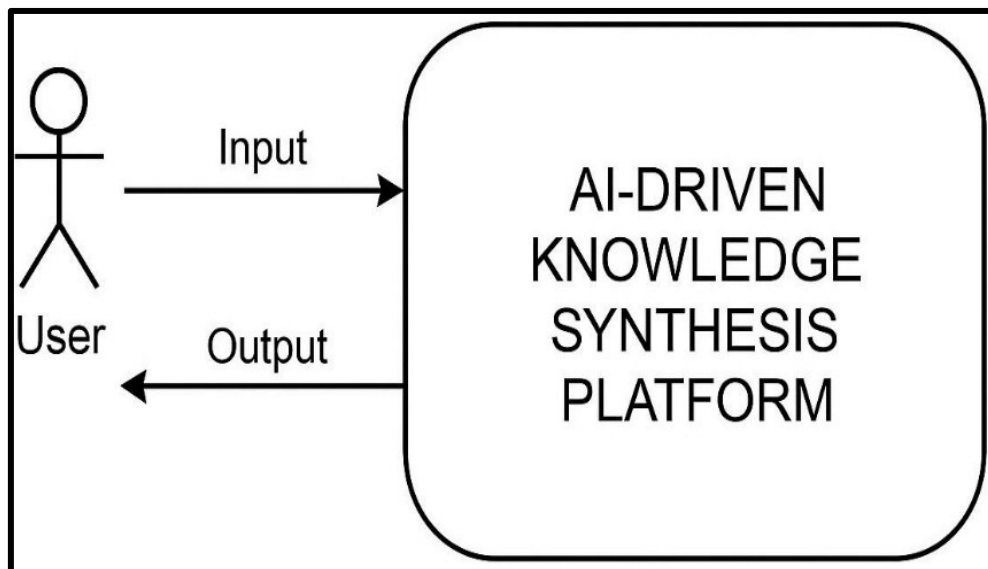 Input
User
Output
AI-DRIVEN
KNOWLEDGE
SYNTHESIS
PLATFORM